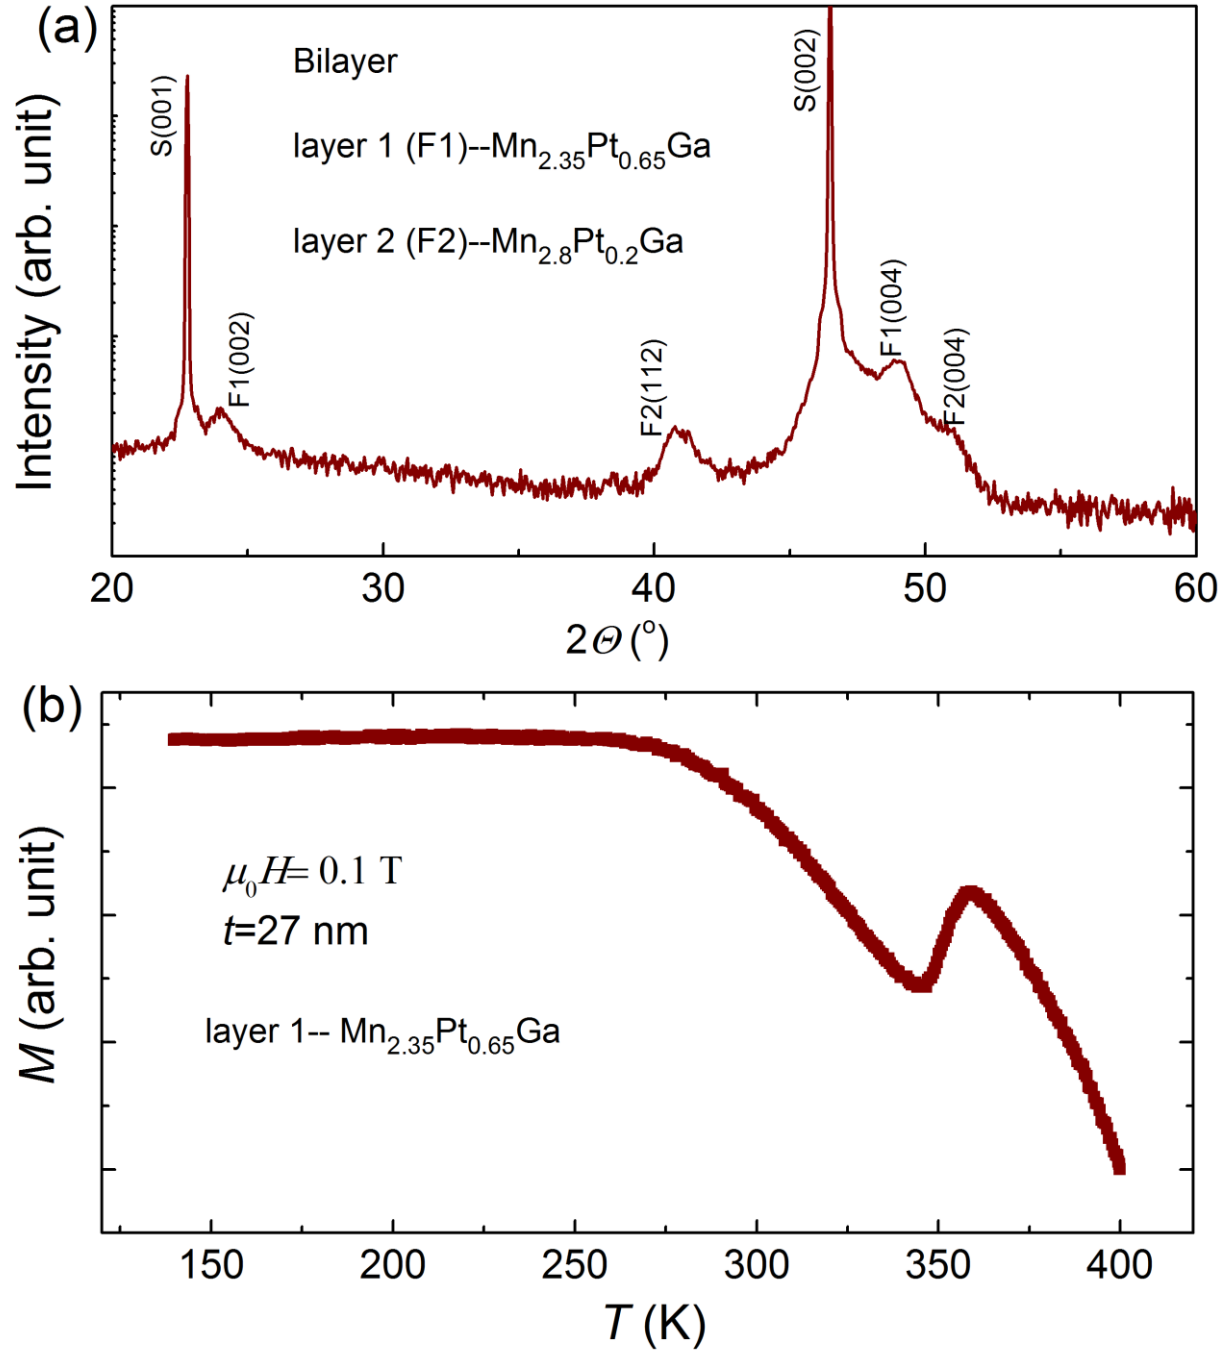 (a)
Intensity (arb. unit)
S(001)
F1(002)
F2(112)
S(002)
F1(004)
F2(004)
Bilayer
layer 1 (F1)--Mn2.35Pt0.65Ga
layer 2 (F2)--Mn2.8Pt0.2Ga
20 30 40 50 60
2Θ (o)
(b)
M (arb. unit)
μ0H= 0.1 T
t=27 nm
layer 1-- Mn2.35Pt0.65Ga
150 200 250 300 350 400
T (K)